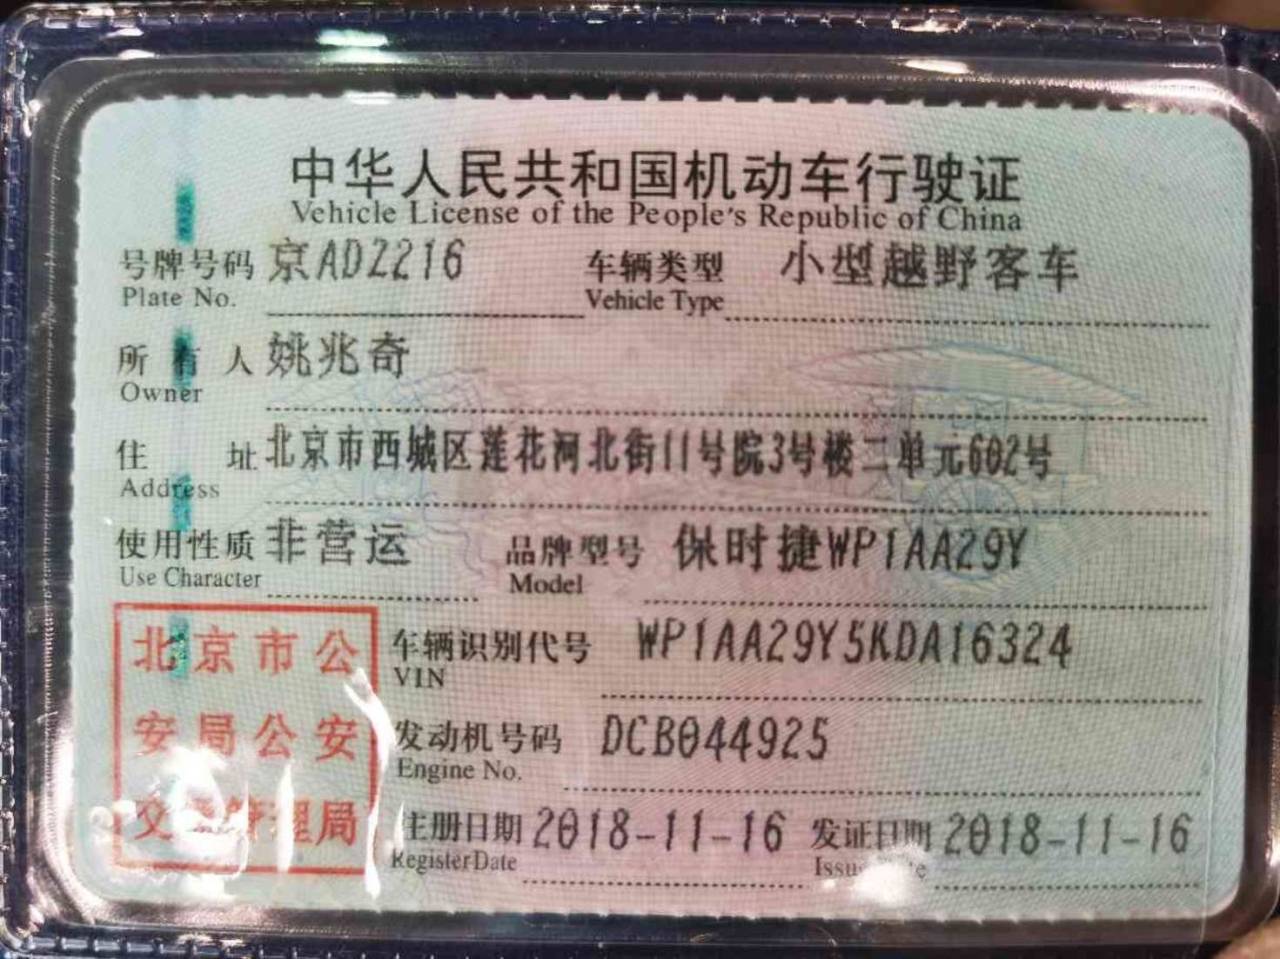 中华人民共和国机动车行驶证
Vehicle License of the People's Republic of China
号牌号码 京AD2216 车辆类型 小型越野客车
Plate No. Vehicle Type
所有人 姚兆奇
Owner
住址 北京市西城区莲花河北街11号院3号楼二单元602号
Address
使用性质 非营运 品牌型号 保时捷WP1AA29Y
Use Character Model
北京市公
安局公安
交通管理局
车辆识别代号 WP1AA29Y5KDA16324
VIN
发动机号码 DCB044925
Engine No.
注册日期 2018-11-16 发证日期 2018-11-16
Register Date Issue Date